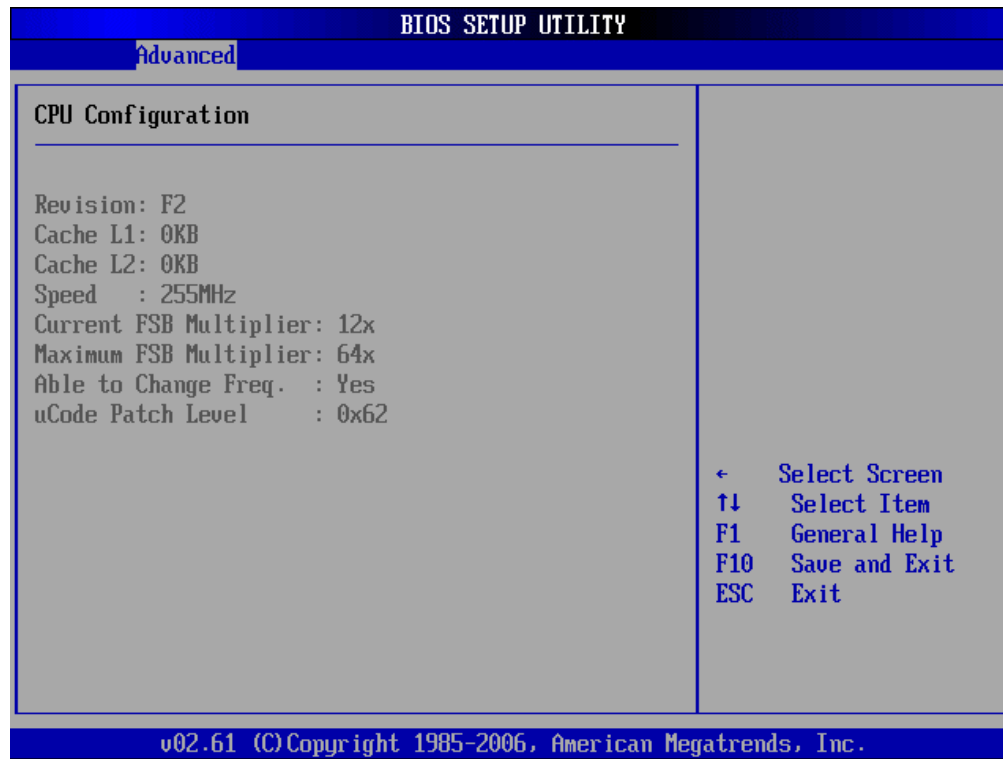 BIOS SETUP UTILITY
Advanced
CPU Configuration
Revision: F2
Cache L1: 0KB
Cache L2: 0KB
Speed   : 255MHz
Current FSB Multiplier: 12x
Maximum FSB Multiplier: 64x
Able to Change Freq.  : Yes
uCode Patch Level     : 0x62
←    Select Screen
↑↓    Select Item
F1    General Help
F10   Save and Exit
ESC   Exit
v02.61 (C)Copyright 1985-2006, American Megatrends, Inc.